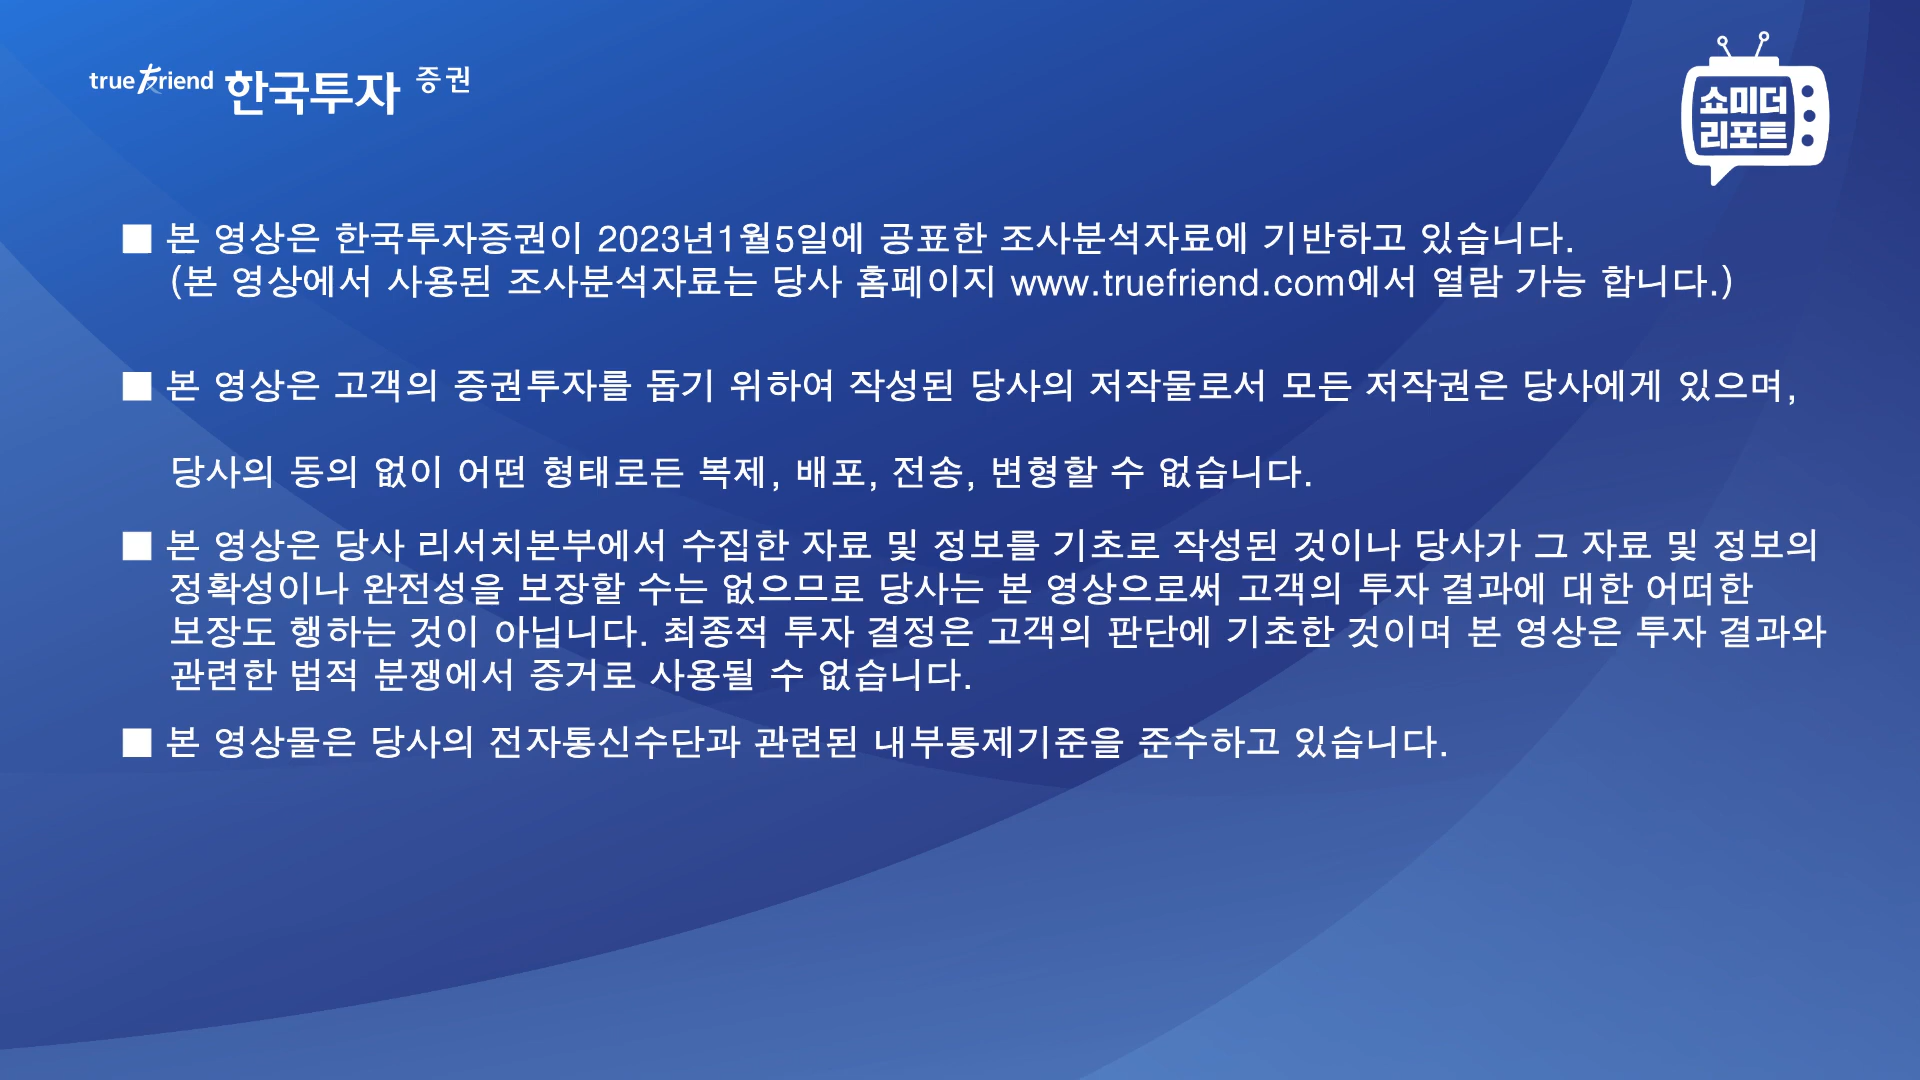 true友riend 한국투자 증권
쇼미더
리포트
■ 본 영상은 한국투자증권이 2023년1월5일에 공표한 조사분석자료에 기반하고 있습니다.
(본 영상에서 사용된 조사분석자료는 당사 홈페이지 www.truefriend.com에서 열람 가능 합니다.)
■ 본 영상은 고객의 증권투자를 돕기 위하여 작성된 당사의 저작물로서 모든 저작권은 당사에게 있으며,
당사의 동의 없이 어떤 형태로든 복제, 배포, 전송, 변형할 수 없습니다.
■ 본 영상은 당사 리서치본부에서 수집한 자료 및 정보를 기초로 작성된 것이나 당사가 그 자료 및 정보의
정확성이나 완전성을 보장할 수는 없으므로 당사는 본 영상으로써 고객의 투자 결과에 대한 어떠한
보장도 행하는 것이 아닙니다. 최종적 투자 결정은 고객의 판단에 기초한 것이며 본 영상은 투자 결과와
관련한 법적 분쟁에서 증거로 사용될 수 없습니다.
■ 본 영상물은 당사의 전자통신수단과 관련된 내부통제기준을 준수하고 있습니다.